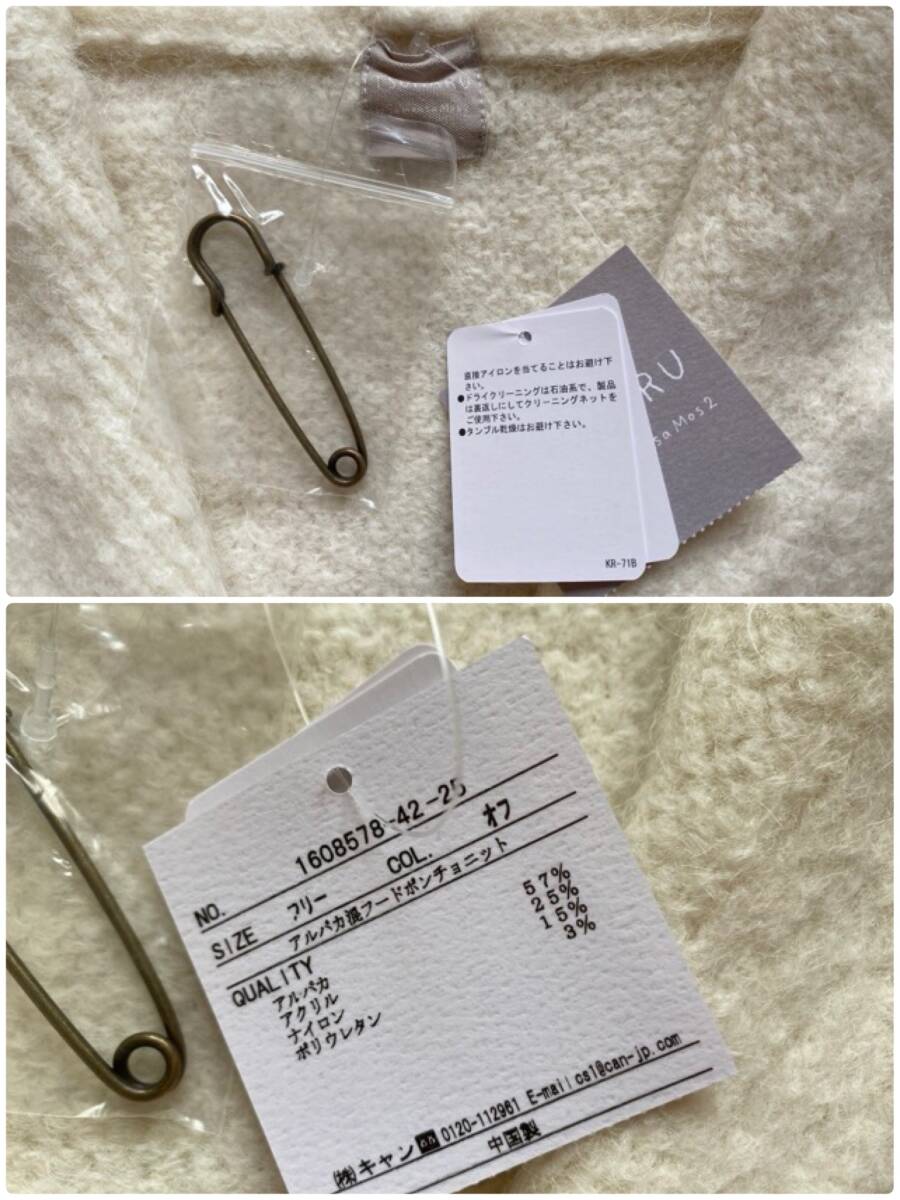 SaMos2
直接アイロンを当てることはお避け下
さい。
●ドライクリーニングは石油系で、製品
は裏返しにしてクリーニングネットを
ご使用下さい。
●タンブル乾燥はお避け下さい。
KR-71B
RU
saMos2
NO. 1608578-42-25
SIZE フリー COL. オフ
アルパカ混フードポンチョニット
QUALITY
アルパカ 57%
アクリル 25%
ナイロン 15%
ポリウレタン 3%
㈱キャン 0120-112961 E-mail cs1@can-jp.com
中国製